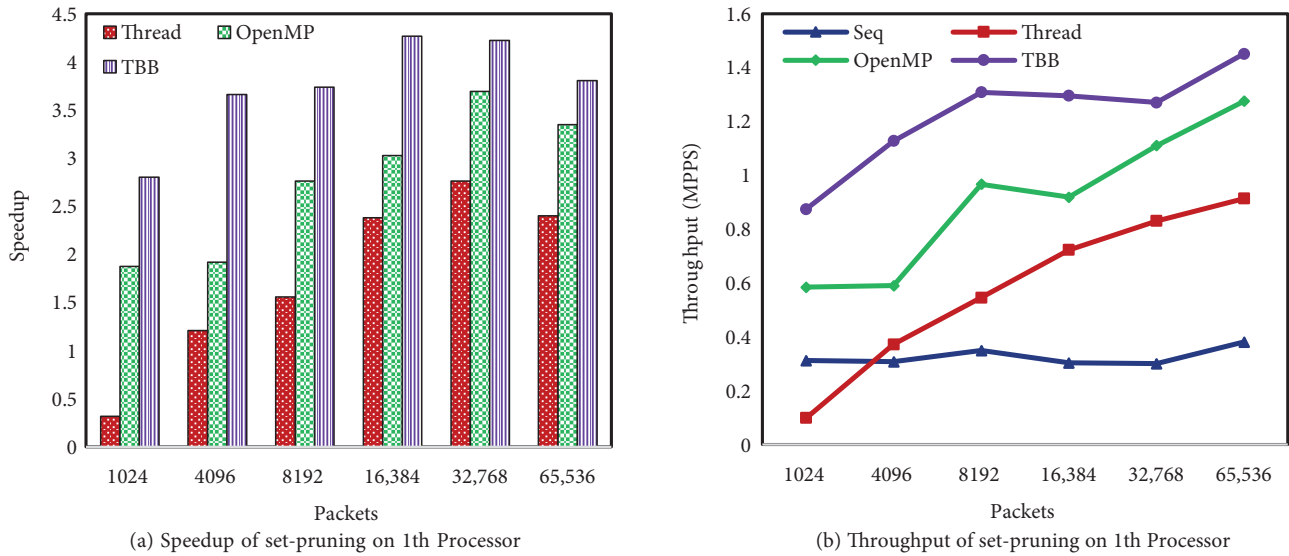 4.5
4
3.5
3
2.5
2
1.5
1
0.5
0
Speedup
Thread OpenMP
TBB
1024 4096 8192 16,384 32,768 65,536
Packets
(a) Speedup of set-pruning on 1th Processor
1.6
1.4
1.2
1
0.8
0.6
0.4
0.2
0
Throughput (MPPS)
Seq Thread
OpenMP TBB
1024 4096 8192 16,384 32,768 65,536
Packets
(b) Throughput of set-pruning on 1th Processor